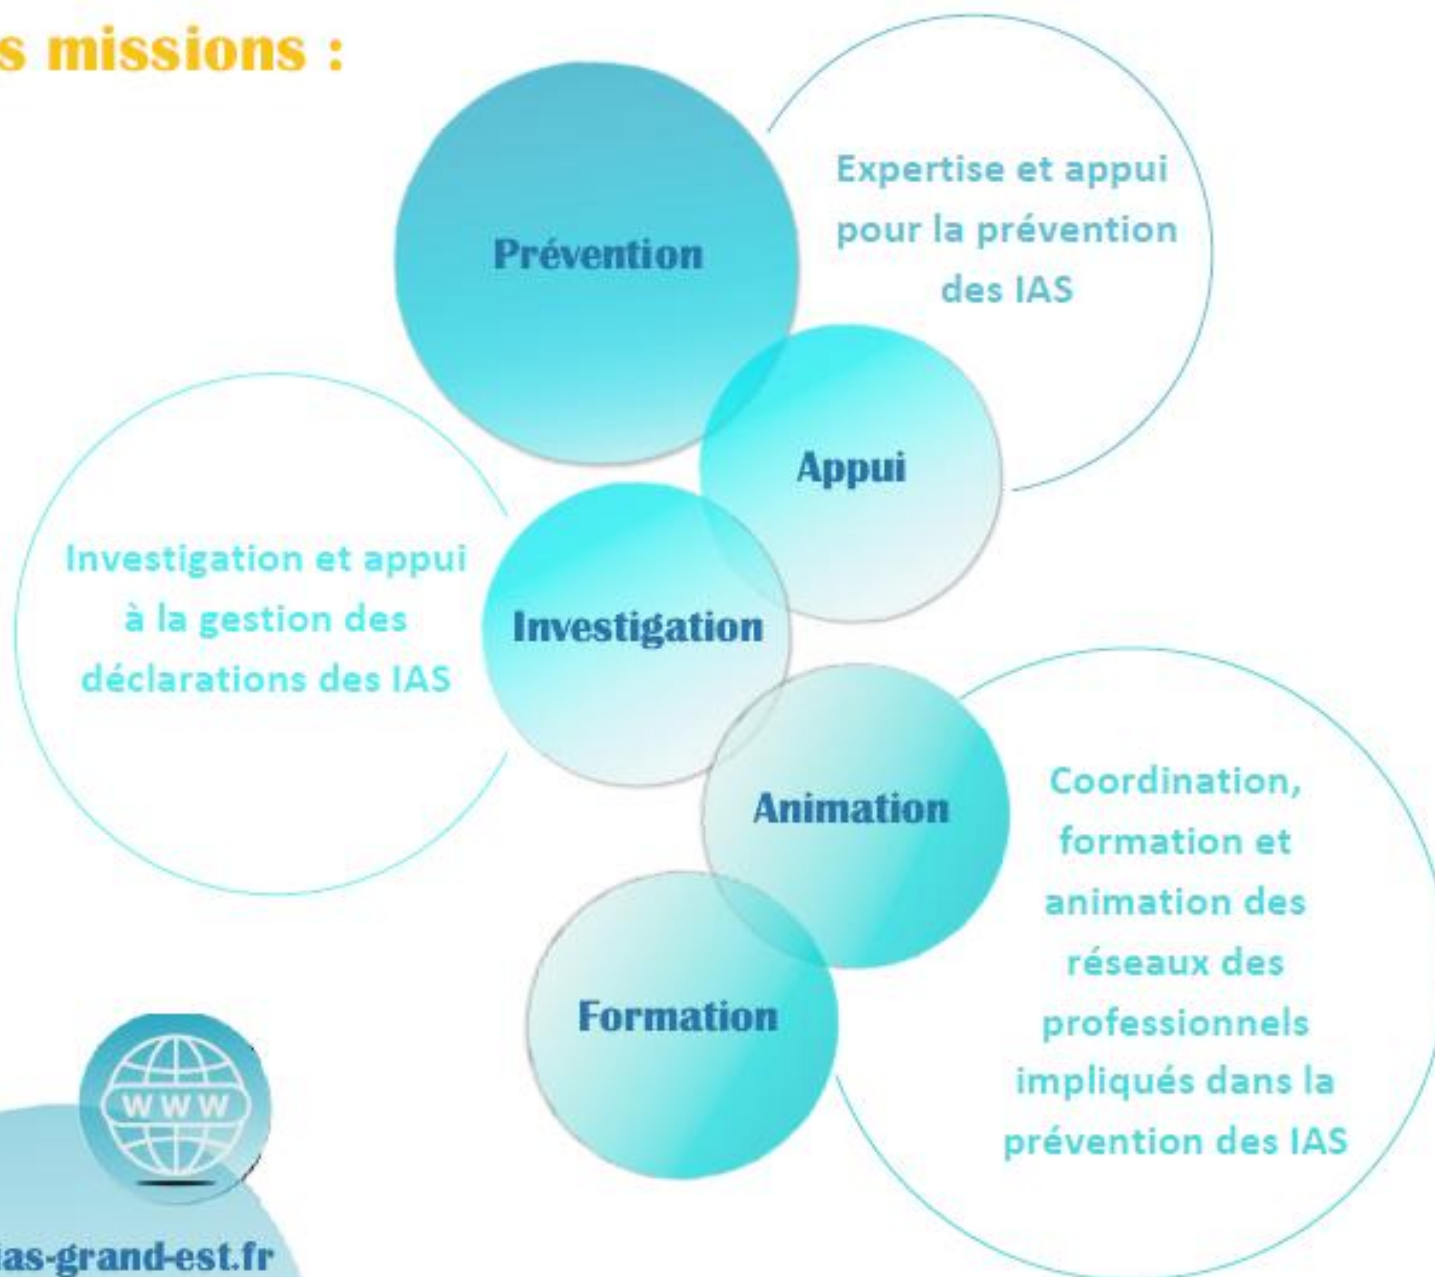 s missions :
Prévention
Expertise et appui
pour la prévention
des IAS
Appui
Investigation et appui
à la gestion des
déclarations des IAS
Investigation
Animation
Coordination,
formation et
animation des
réseaux des
professionnels
impliqués dans la
prévention des IAS
Formation
WWW
ias-grand-est.fr